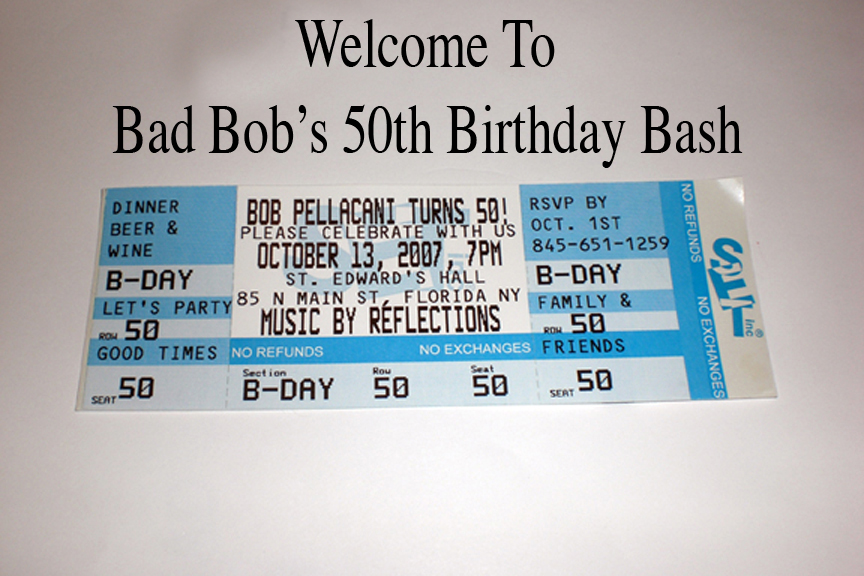 Welcome To
Bad Bob's 50th Birthday Bash
DINNER
BEER &
WINE
B-DAY
LET'S PARTY
ROW 50
GOOD TIMES
SEAT 50
BOB PELLACANI TURNS 50!
PLEASE CELEBRATE WITH US
OCTOBER 13, 2007, 7PM
ST. EDWARD'S HALL
85 N MAIN ST, FLORIDA NY
MUSIC BY REFLECTIONS
NO REFUNDS NO EXCHANGES
Section Row Seat
B-DAY 50 50
RSVP BY
OCT. 1ST
845-651-1259
B-DAY
FAMILY &
ROW 50
FRIENDS
SEAT 50
NO REFUNDS NO EXCHANGES
inc®